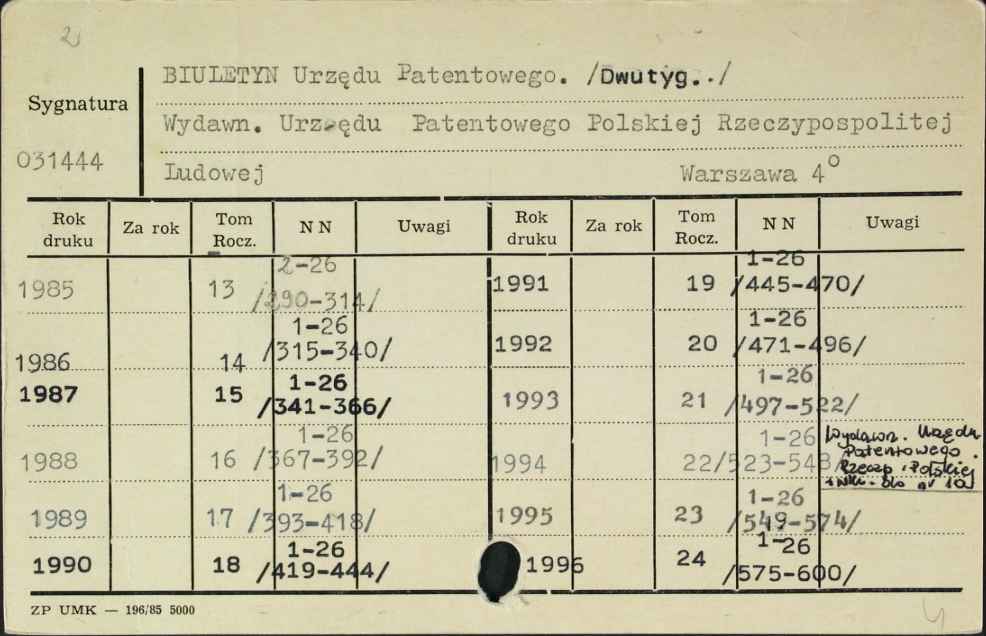 2
BIULETYN Urzędu Patentowego. /Dwutyg../
Sygnatura
Wydawn. Urzędu Patentowego Polskiej Rzeczypospolitej
031444
Ludowej Warszawa 4°
Rok druku Za rok Tom Rocz. NN Uwagi Rok druku Za rok Tom Rocz. NN Uwagi
1985 13 2-26 /290-314/ 1991 19 1-26 /445-470/
1986 14 1-26 /315-340/ 1992 20 1-26 /471-496/
1987 15 1-26 /341-366/ 1993 21 1-26 /497-522/
1988 16 1-26 /367-392/ 1994 22 1-26 /523-548/ Wydawn. Urzędu Patentowego. Rzeczp. Polskiej
1989 17 1-26 /393-418/ 1995 23 1-26 /549-574/
1990 18 1-26 /419-444/ 1996 24 1-26 /575-600/
ZP UMK — 196/85 5000